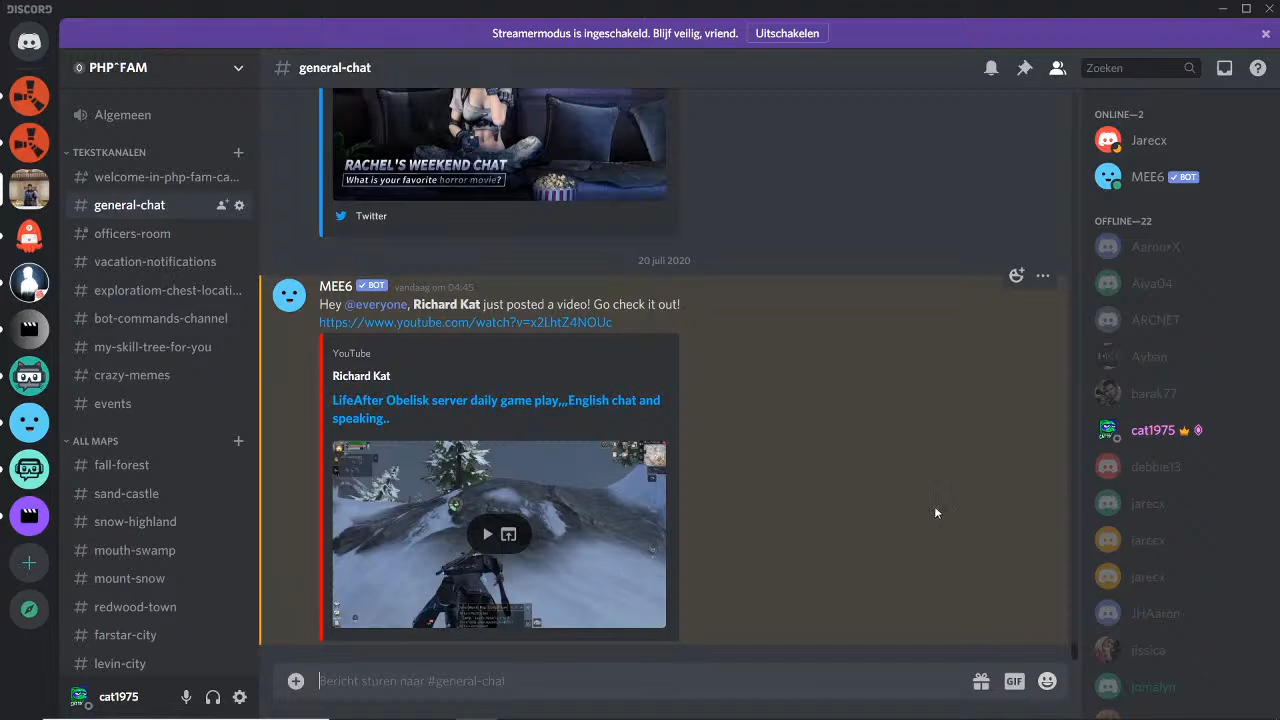 DISCORD
Streamermodus is ingeschakeld. Blijf veilig, vriend.
Uitschakelen
PHP^FAM
general-chat
Zoeken
Algemeen
TEKSTKANALEN
welcome-in-php-fam-ca...
general-chat
officers-room
vacation-notifications
exploratiom-chest-locati...
bot-commands-channel
my-skill-tree-for-you
crazy-memes
events
ALL MAPS
fall-forest
sand-castle
snow-highland
mouth-swamp
mount-snow
redwood-town
farstar-city
levin-city
cat1975
RACHEL'S WEEKEND CHAT
What is your favorite horror movie?
Twitter
20 juli 2020
MEE6 BOT vandaag om 04:45
Hey @everyone, Richard Kat just posted a video! Go check it out!
https://www.youtube.com/watch?v=x2LhtZ4NOUc
YouTube
Richard Kat
LifeAfter Obelisk server daily game play,,,English chat and
speaking..
Bericht sturen naar #general-chat
GIF
ONLINE—2
Jarecx
MEE6 BOT
OFFLINE—22
Aaron•X
Aiya04
ARCNET
Ayban
barak77
cat1975
debbie13
jarecx
jarecx
jarecx
JHAaron
jissica
jomalyn